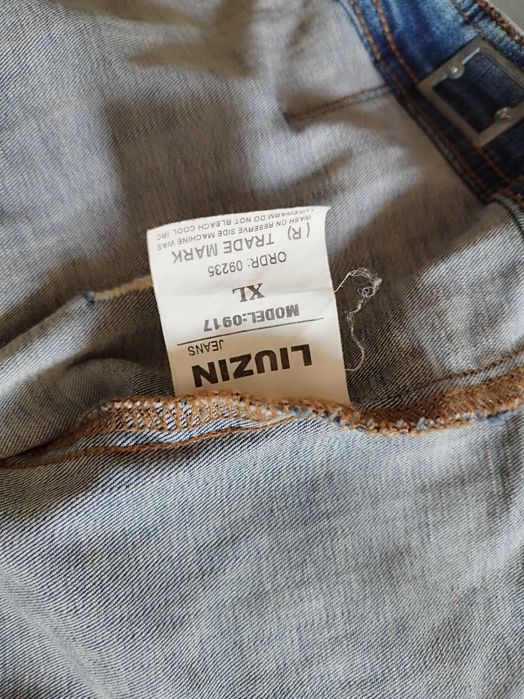 LIUZIN
JEANS
MODEL:0917
XL
ORDR: 09235
(R) TRADE MARK
WASH ON RESERVE SIDE MACHINE WAS
LUKEWARM DO NOT BLEACH COOL IRC